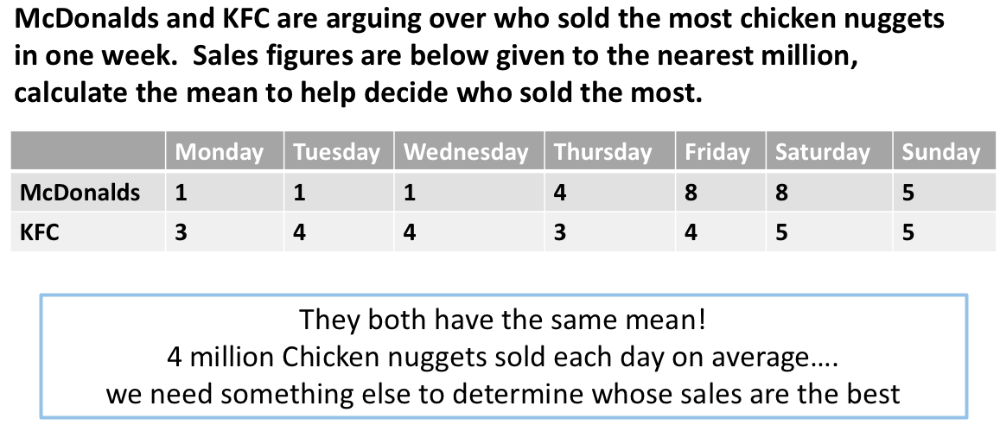 McDonalds and KFC are arguing over who sold the most chicken nuggets
in one week.  Sales figures are below given to the nearest million,
calculate the mean to help decide who sold the most.
Monday Tuesday Wednesday Thursday Friday Saturday Sunday
McDonalds 1 1 1 4 8 8 5
KFC 3 4 4 3 4 5 5
They both have the same mean!
4 million Chicken nuggets sold each day on average....
we need something else to determine whose sales are the best